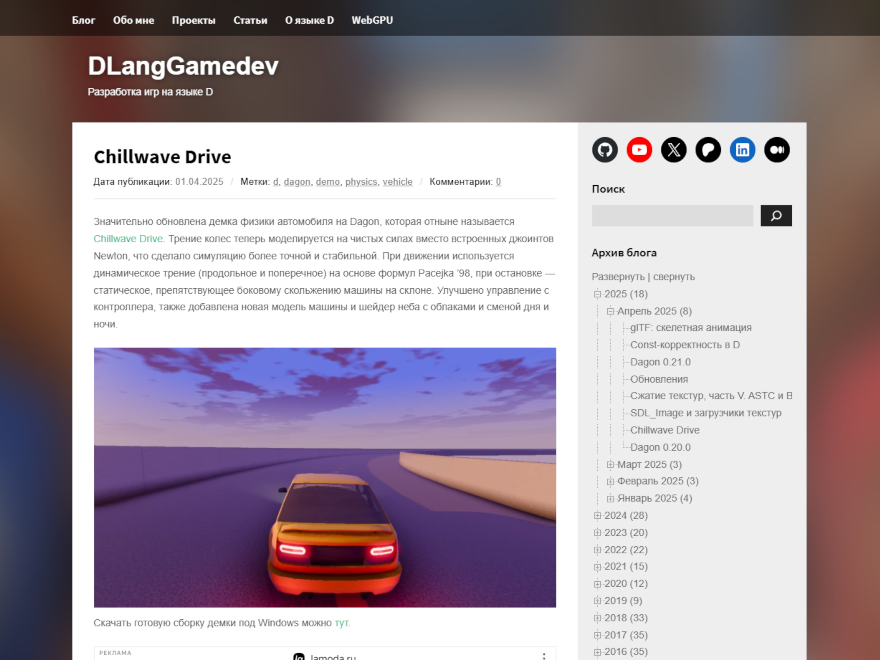 Блог Обо мне Проекты Статьи О языке D WebGPU
DLangGamedev
Разработка игр на языке D
Chillwave Drive
Дата публикации: 01.04.2025 / Метки: d, dagon, demo, physics, vehicle / Комментарии: 0
Значительно обновлена демка физики автомобиля на Dagon, которая отныне называется
Chillwave Drive. Трение колес теперь моделируется на чистых силах вместо встроенных джоинтов
Newton, что сделало симуляцию более точной и стабильной. При движении используется
динамическое трение (продольное и поперечное) на основе формул Pacejka '98, при остановке —
статическое, препятствующее боковому скольжению машины на склоне. Улучшено управление с
контроллера, также добавлена новая модель машины и шейдер неба с облаками и сменой дня и
ночи.
Скачать готовую сборку демки под Windows можно тут.
РЕКЛАМА
lamoda.ru
in
Поиск
Архив блога
Развернуть | свернуть
2025 (18)
Апрель 2025 (8)
glTF: скелетная анимация
Const-корректность в D
Dagon 0.21.0
Обновления
Сжатие текстур, часть V. ASTC и B
SDL_Image и загрузчики текстур
Chillwave Drive
Dagon 0.20.0
Март 2025 (3)
Февраль 2025 (3)
Январь 2025 (4)
2024 (28)
2023 (20)
2022 (22)
2021 (15)
2020 (12)
2019 (9)
2018 (33)
2017 (35)
2016 (35)